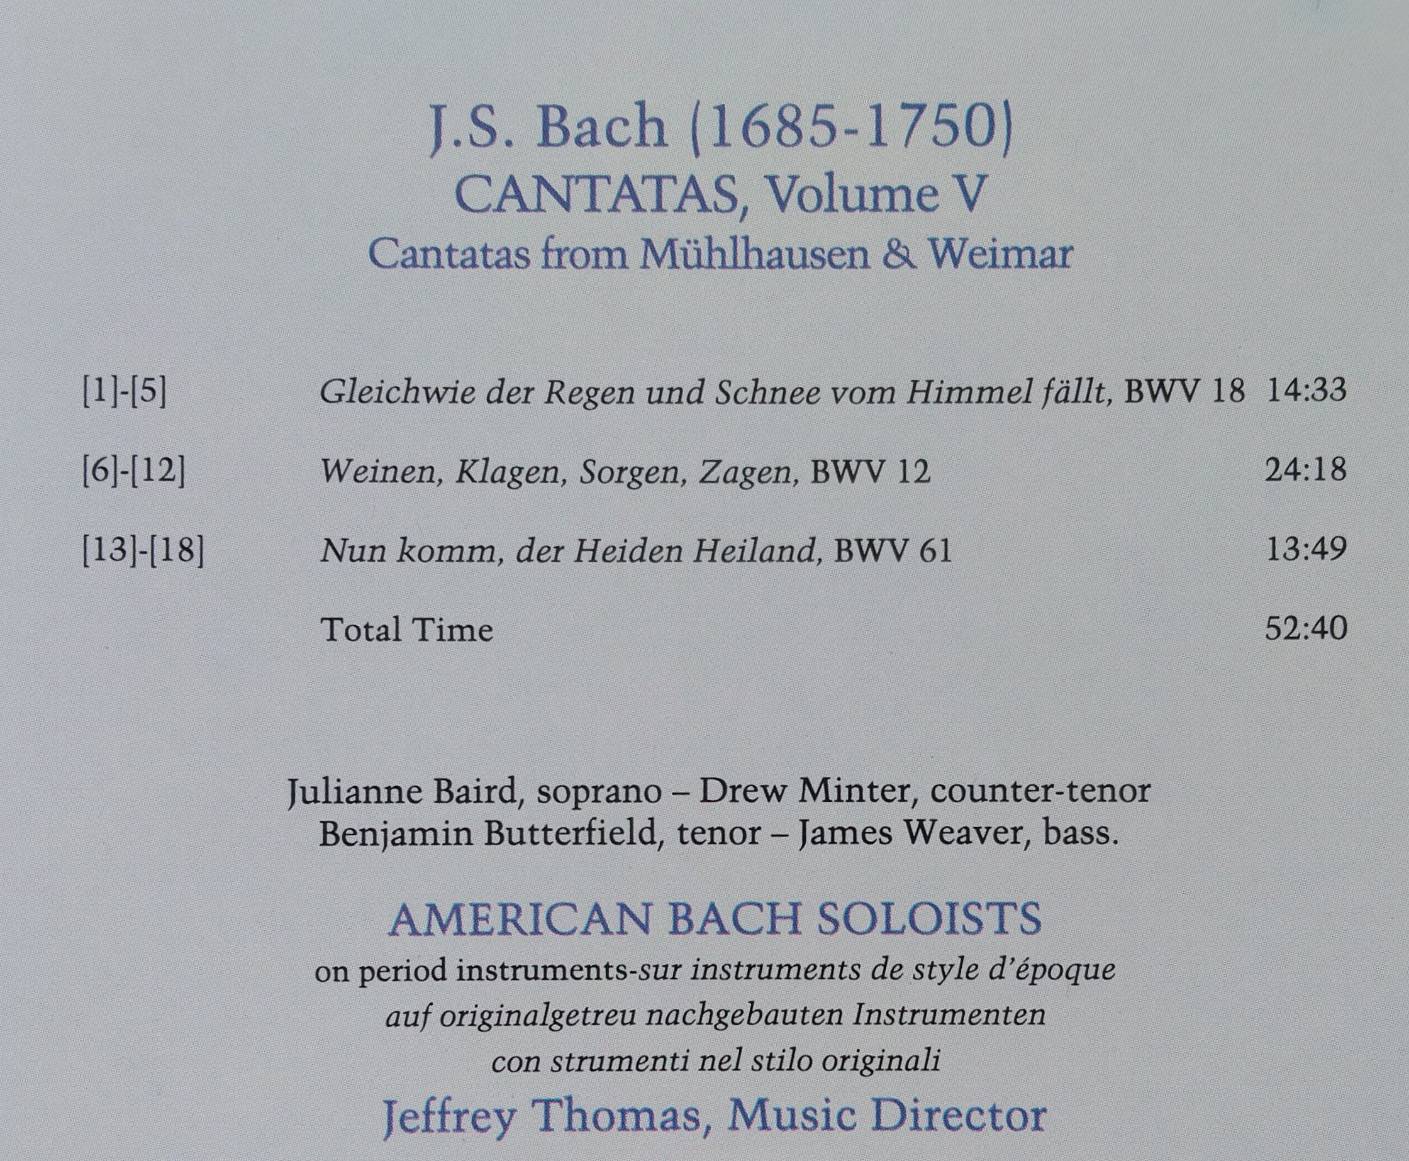 J.S. Bach (1685-1750)
CANTATAS, Volume V
Cantatas from Mühlhausen & Weimar
[1]-[5] Gleichwie der Regen und Schnee vom Himmel fällt, BWV 18 14:33
[6]-[12] Weinen, Klagen, Sorgen, Zagen, BWV 12 24:18
[13]-[18] Nun komm, der Heiden Heiland, BWV 61 13:49
Total Time 52:40
Julianne Baird, soprano – Drew Minter, counter-tenor
Benjamin Butterfield, tenor – James Weaver, bass.
AMERICAN BACH SOLOISTS
on period instruments-sur instruments de style d'époque
auf originalgetreu nachgebauten Instrumenten
con strumenti nel stilo originali
Jeffrey Thomas, Music Director